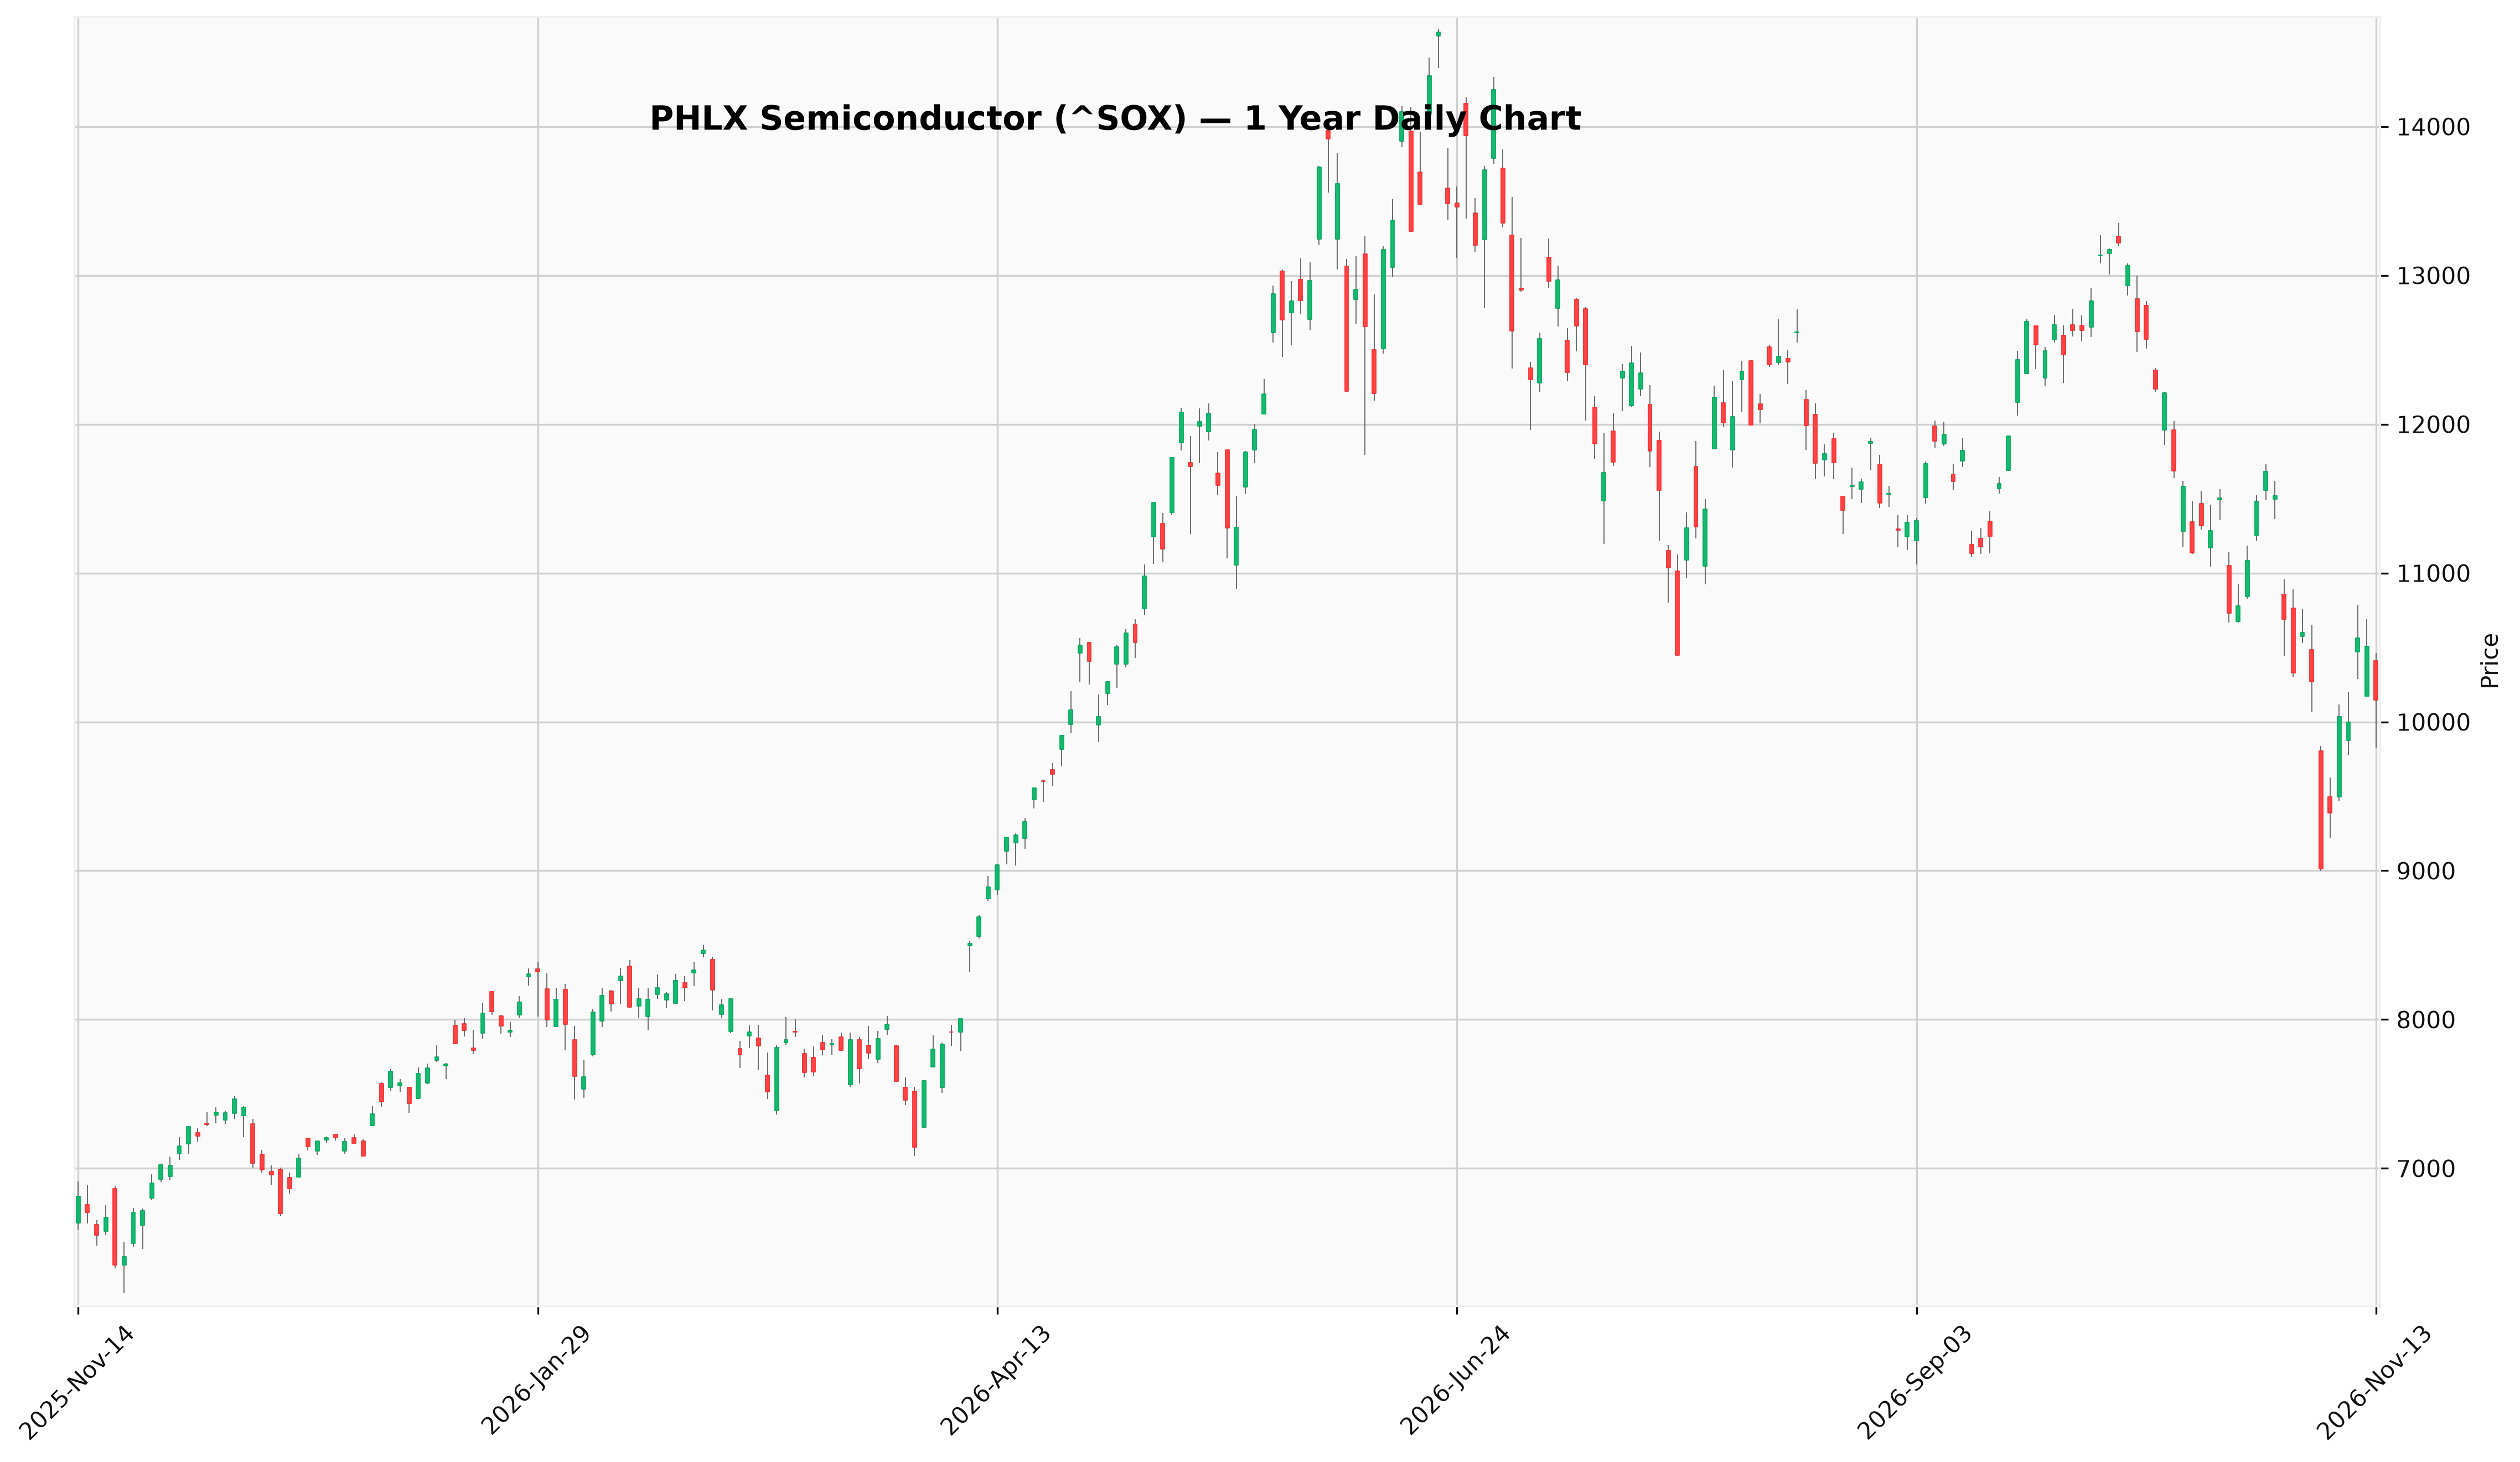 PHLX Semiconductor (^SOX) — 1 Year Daily Chart
14000
13000
12000
11000
10000
9000
8000
7000
Price
2025-Nov-14
2026-Jan-29
2026-Apr-13
2026-Jun-24
2026-Sep-03
2026-Nov-13